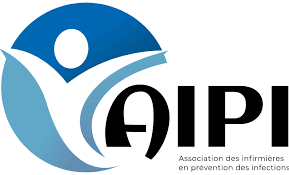 AIPI
Association des infirmières
en prévention des infections